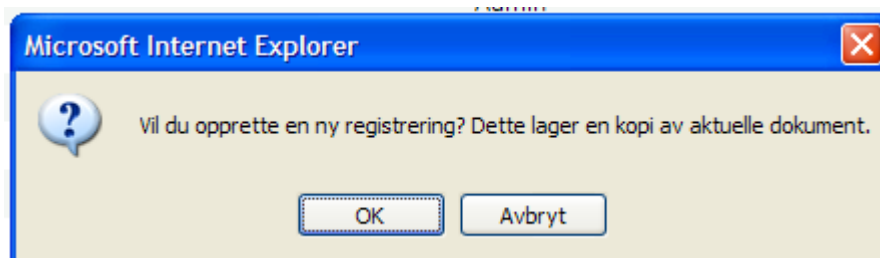 Microsoft Internet Explorer
Vil du opprette en ny registrering? Dette lager en kopi av aktuelle dokument.
OK
Avbryt